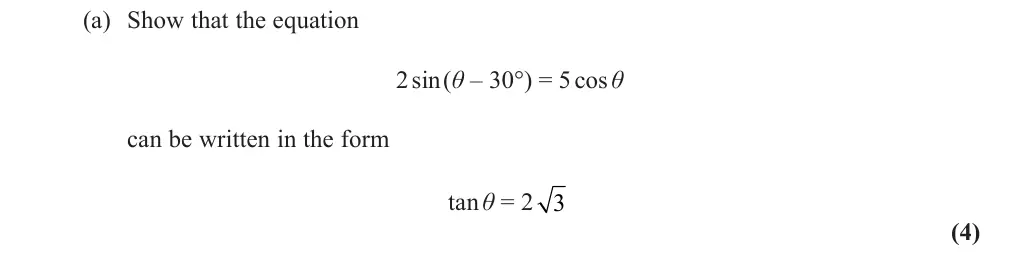 (a) Show that the equation
2 sin(θ – 30°) = 5 cos θ
can be written in the form
tan θ = 2√3
(4)